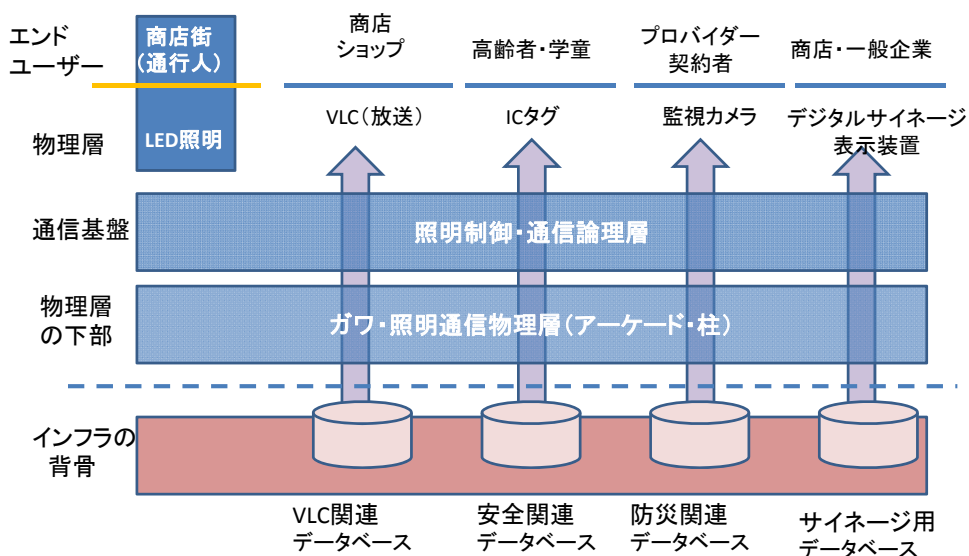 エンド
ユーザー
商店街
（通行人）
商店
ショップ
高齢者・学童
プロバイダー
契約者
商店・一般企業
物理層
LED照明
VLC（放送）
ICタグ
監視カメラ
デジタルサイネージ
表示装置
通信基盤
照明制御・通信論理層
物理層
の下部
ガワ・照明通信物理層（アーケード・柱）
インフラの
背骨
VLC関連
データベース
安全関連
データベース
防災関連
データベース
サイネージ用
データベース